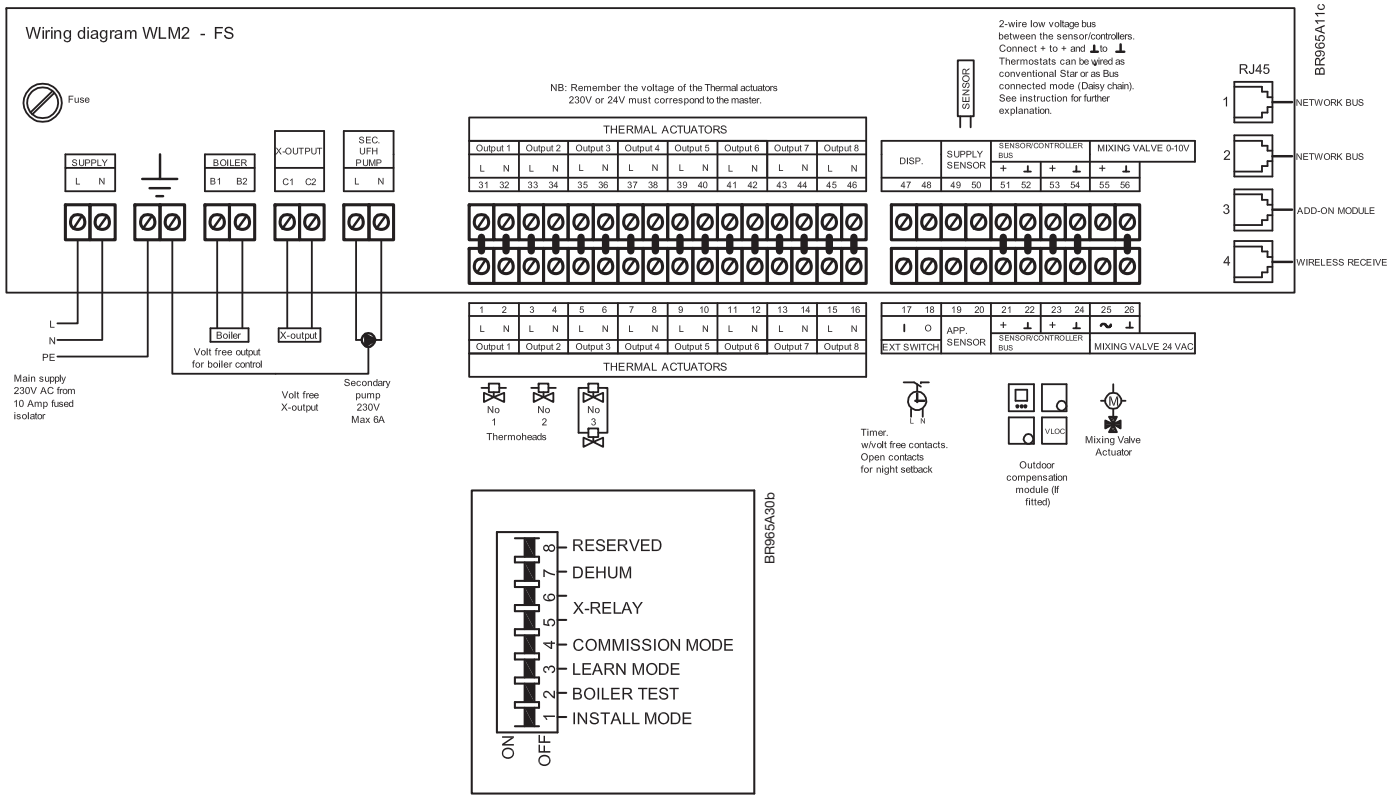 Wiring diagram WLM2 - FS
BR965A11c
Fuse
NB: Remember the voltage of the Thermal actuators
230V or 24V must correspond to the master.
SENSOR
2-wire low voltage bus
between the sensor/controllers.
Connect + to + and ⊥ to ⊥
Thermostats can be wired as
conventional Star or as Bus
connected mode (Daisy chain).
See instruction for further
explanation.
RJ45
1 NETWORK BUS
2 NETWORK BUS
3 ADD-ON MODULE
4 WIRELESS RECEIVE
SUPPLY
L N
BOILER
B1 B2
X-OUTPUT
C1 C2
SEC.
UFH
PUMP
L N
THERMAL ACTUATORS
Output 1 Output 2 Output 3 Output 4 Output 5 Output 6 Output 7 Output 8
L N L N L N L N L N L N L N L N
31 32 33 34 35 36 37 38 39 40 41 42 43 44 45 46
DISP.
SUPPLY
SENSOR
SENSOR/CONTROLLER
BUS
MIXING VALVE 0-10V
+ ⊥ + ⊥ + ⊥
47 48 49 50 51 52 53 54 55 56
1 2 3 4 5 6 7 8 9 10 11 12 13 14 15 16
L N L N L N L N L N L N L N L N
Output 1 Output 2 Output 3 Output 4 Output 5 Output 6 Output 7 Output 8
THERMAL ACTUATORS
17 18 19 20 21 22 23 24 25 26
I O
EXT SWITCH
APP.
SENSOR
+ ⊥ + ⊥ ~ ⊥
SENSOR/CONTROLLER
BUS
MIXING VALVE 24 VAC
L
N
PE
Main supply
230V AC from
10 Amp fused
isolator
Boiler
Volt free output
for boiler control
X-output
Volt free
X-output
Secondary
pump
230V
Max 6A
No
1
No
2
No
3
Thermoheads
L N
Timer.
w/volt free contacts.
Open contacts
for night setback
VLOC
Outdoor
compensation
module (If
fitted)
M
Mixing Valve
Actuator
BR965A30b
8 RESERVED
7 DEHUM
6
X-RELAY
5
4 COMMISSION MODE
3 LEARN MODE
2 BOILER TEST
1 INSTALL MODE
ON
OFF